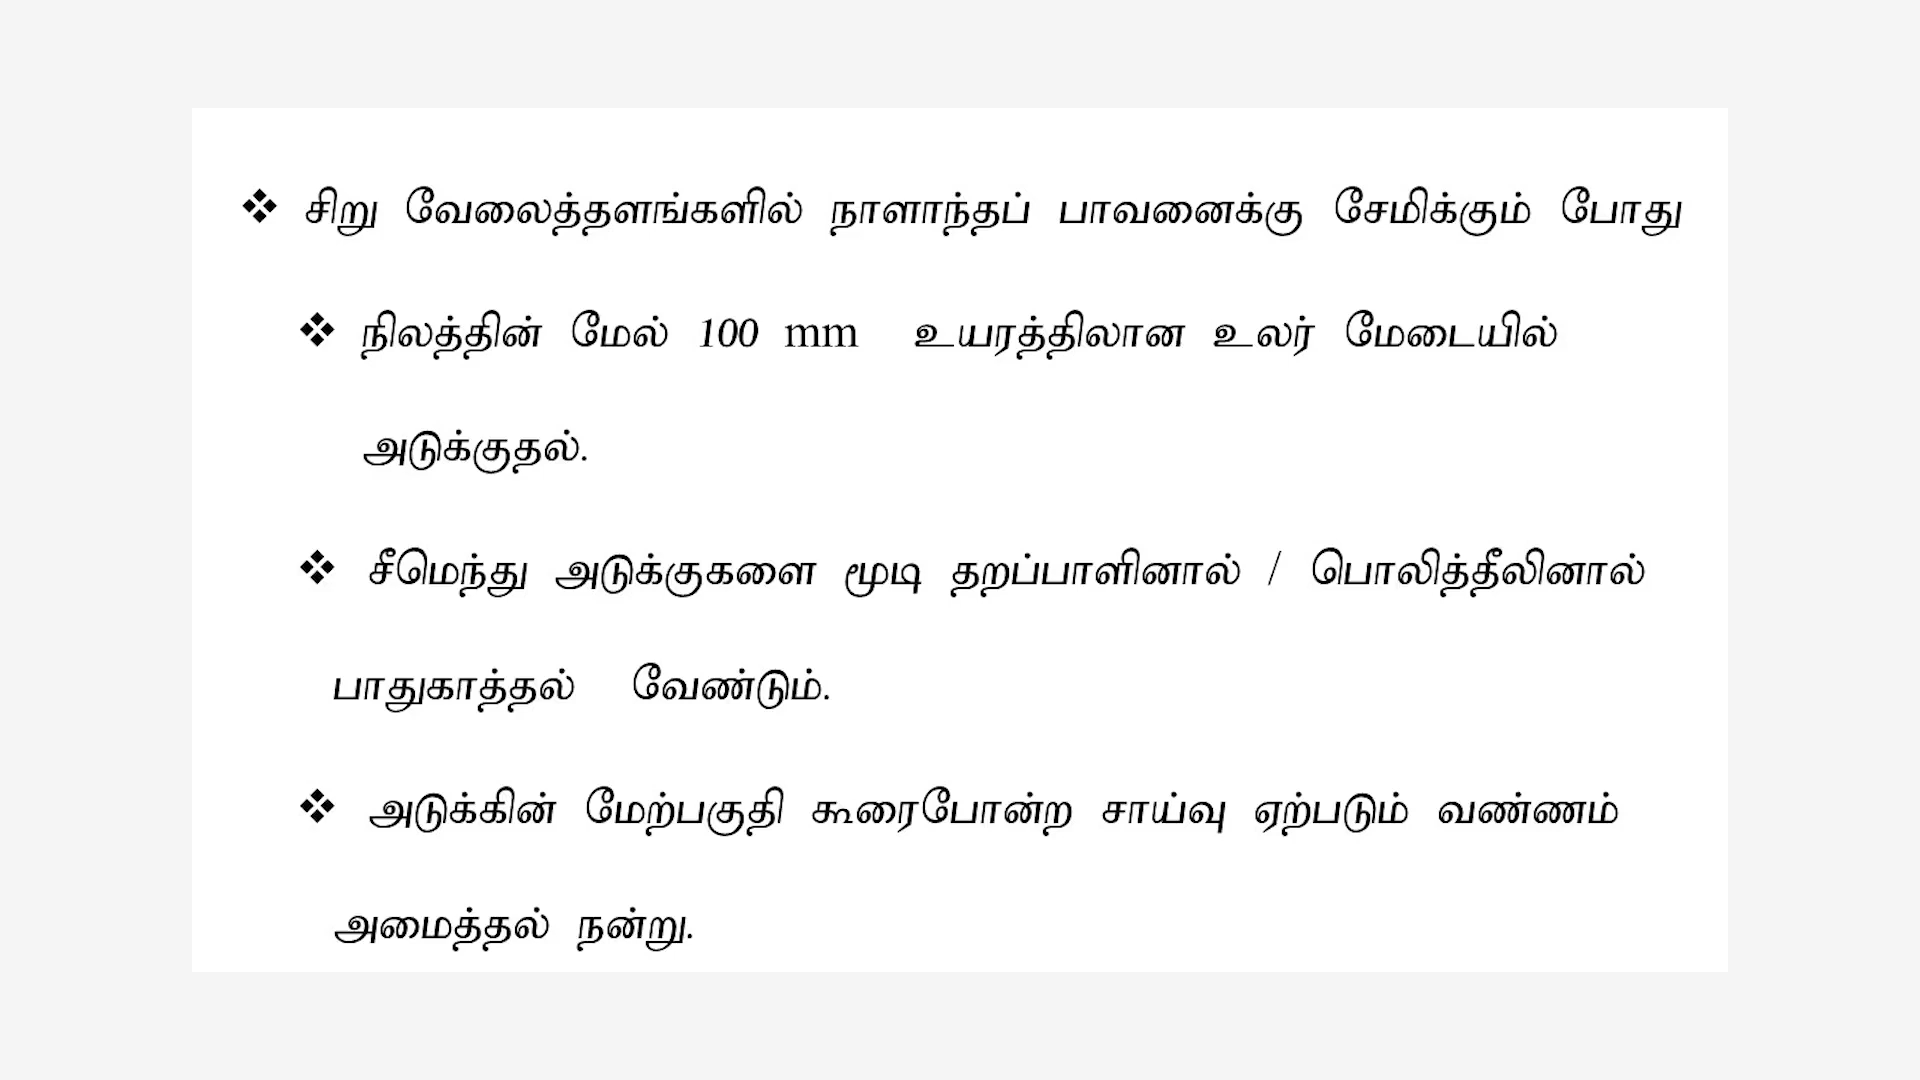 ❖ சிறு வேலைத்தளங்களில் நாளாந்தப் பாவனைக்கு சேமிக்கும் போது
❖ நிலத்தின் மேல் 100 mm உயரத்திலான உலர் மேடையில்
அடுக்குதல்.
❖ சீமெந்து அடுக்குகளை மூடி தறப்பாளினால் / பொலித்தீலினால்
பாதுகாத்தல் வேண்டும்.
❖ அடுக்கின் மேற்பகுதி கூரைபோன்ற சாய்வு ஏற்படும் வண்ணம்
அமைத்தல் நன்று.